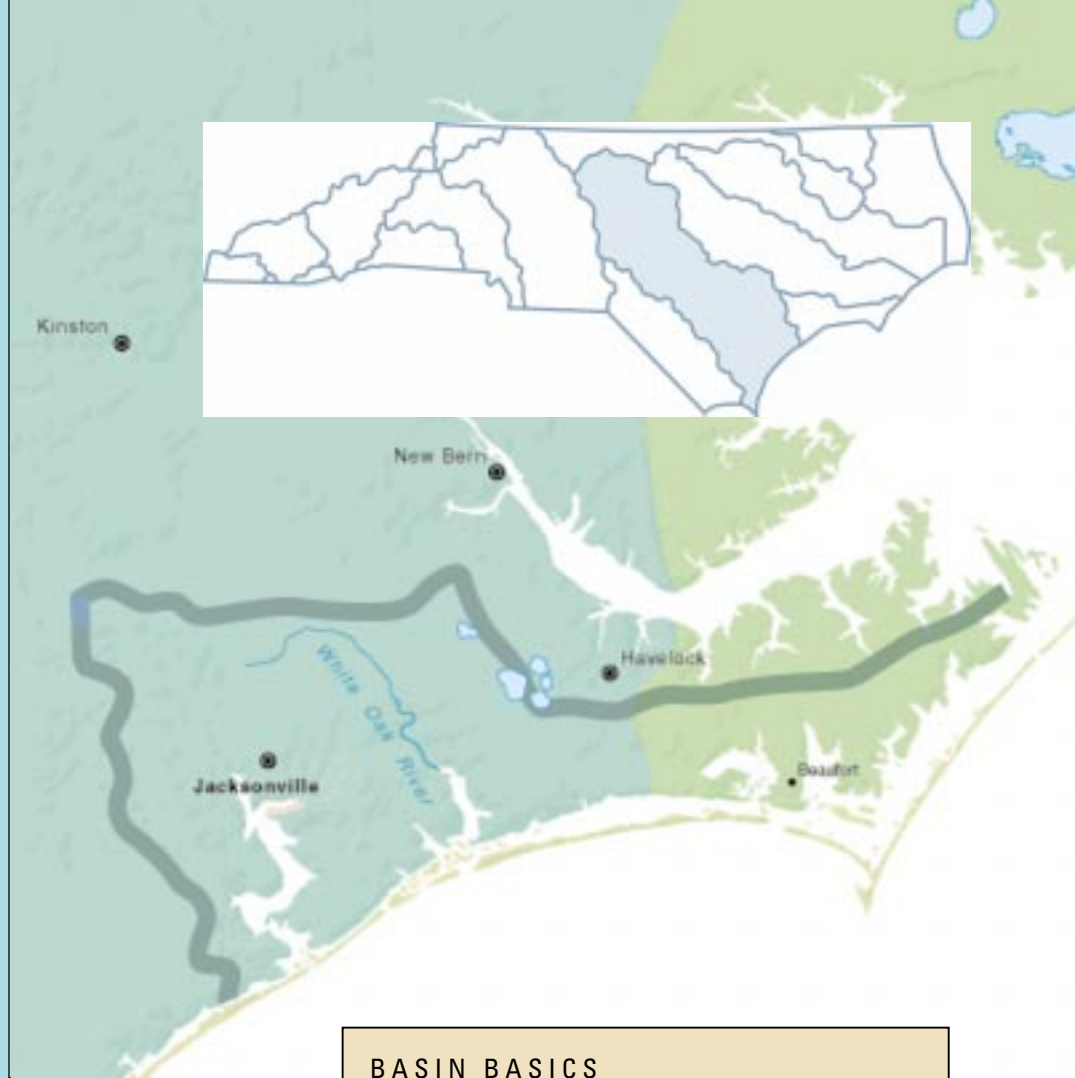 Kinston
New Bern
Havelock
White Oak River
Jacksonville
Beaufort
BASIN BASICS